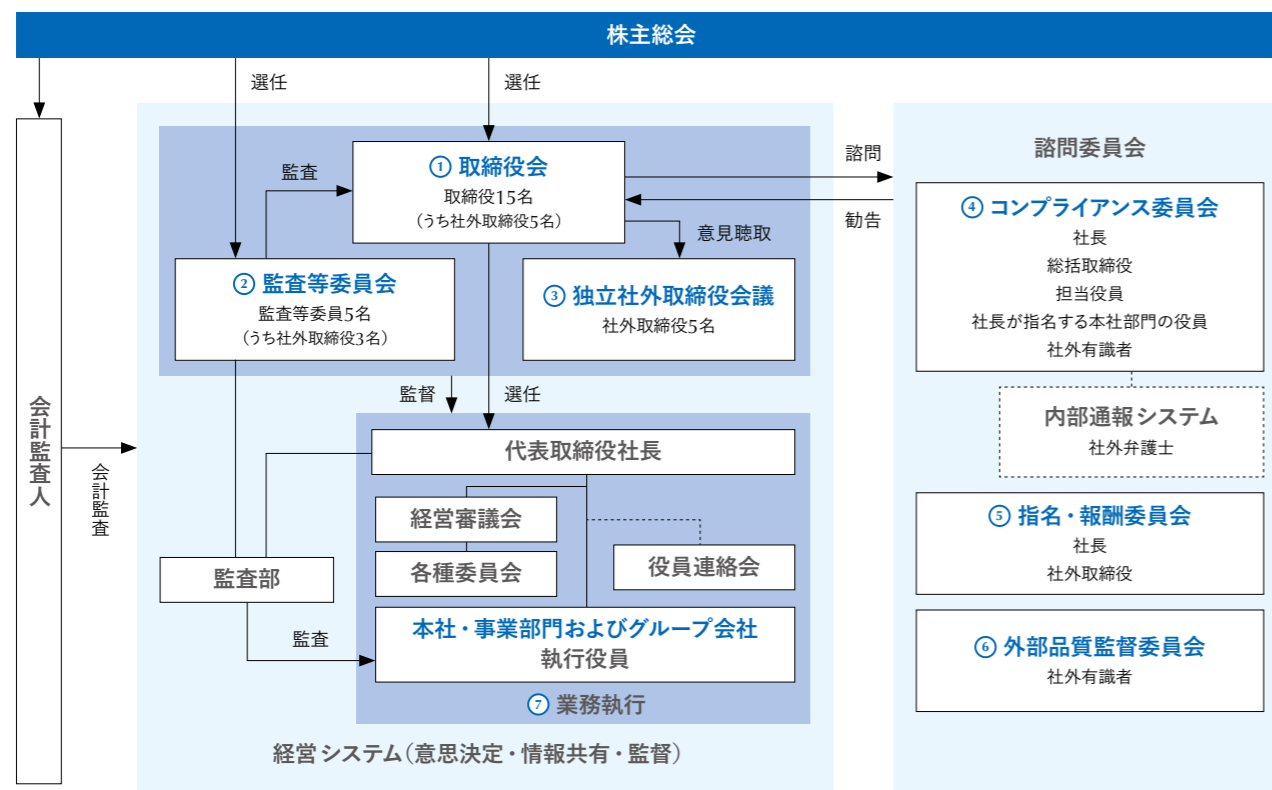 株主総会
選任
選任
会計監査人
会計監査
監査
① 取締役会
取締役15名
(うち社外取締役5名)
諮問
勧告
意見聴取
② 監査等委員会
監査等委員5名
(うち社外取締役3名)
③ 独立社外取締役会議
社外取締役5名
監督
選任
代表取締役社長
経営審議会
各種委員会
役員連絡会
監査部
監査
本社・事業部門およびグループ会社
執行役員
⑦ 業務執行
経営システム(意思決定・情報共有・監督)
諮問委員会
④ コンプライアンス委員会
社長
総括取締役
担当役員
社長が指名する本社部門の役員
社外有識者
内部通報システム
社外弁護士
⑤ 指名・報酬委員会
社長
社外取締役
⑥ 外部品質監督委員会
社外有識者